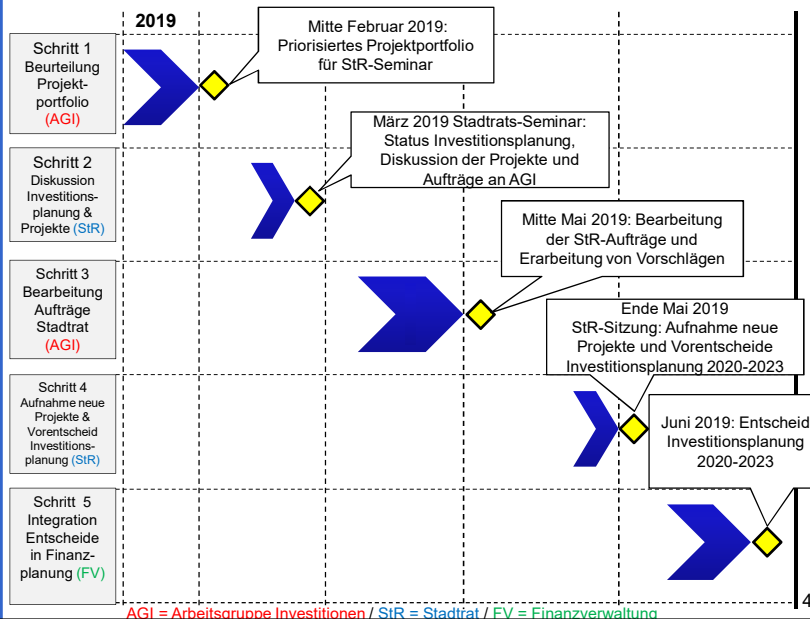 2019
Schritt 1
Beurteilung
Projekt-
portfolio
(AGI)
Mitte Februar 2019:
Priorisiertes Projektportfolio
für StR-Seminar
Schritt 2
Diskussion
Investitions-
planung &
Projekte (StR)
März 2019 Stadtrats-Seminar:
Status Investitionsplanung,
Diskussion der Projekte und
Aufträge an AGI
Schritt 3
Bearbeitung
Aufträge
Stadtrat
(AGI)
Mitte Mai 2019: Bearbeitung
der StR-Aufträge und
Erarbeitung von Vorschlägen
Schritt 4
Aufnahme neue
Projekte &
Vorentscheid
Investitions-
planung (StR)
Ende Mai 2019
StR-Sitzung: Aufnahme neue
Projekte und Vorentscheide
Investitionsplanung 2020-2023
Schritt 5
Integration
Entscheide
in Finanz-
planung (FV)
Juni 2019: Entscheid
Investitionsplanung
2020-2023
AGI = Arbeitsgruppe Investitionen / StR = Stadtrat / FV = Finanzverwaltung
4